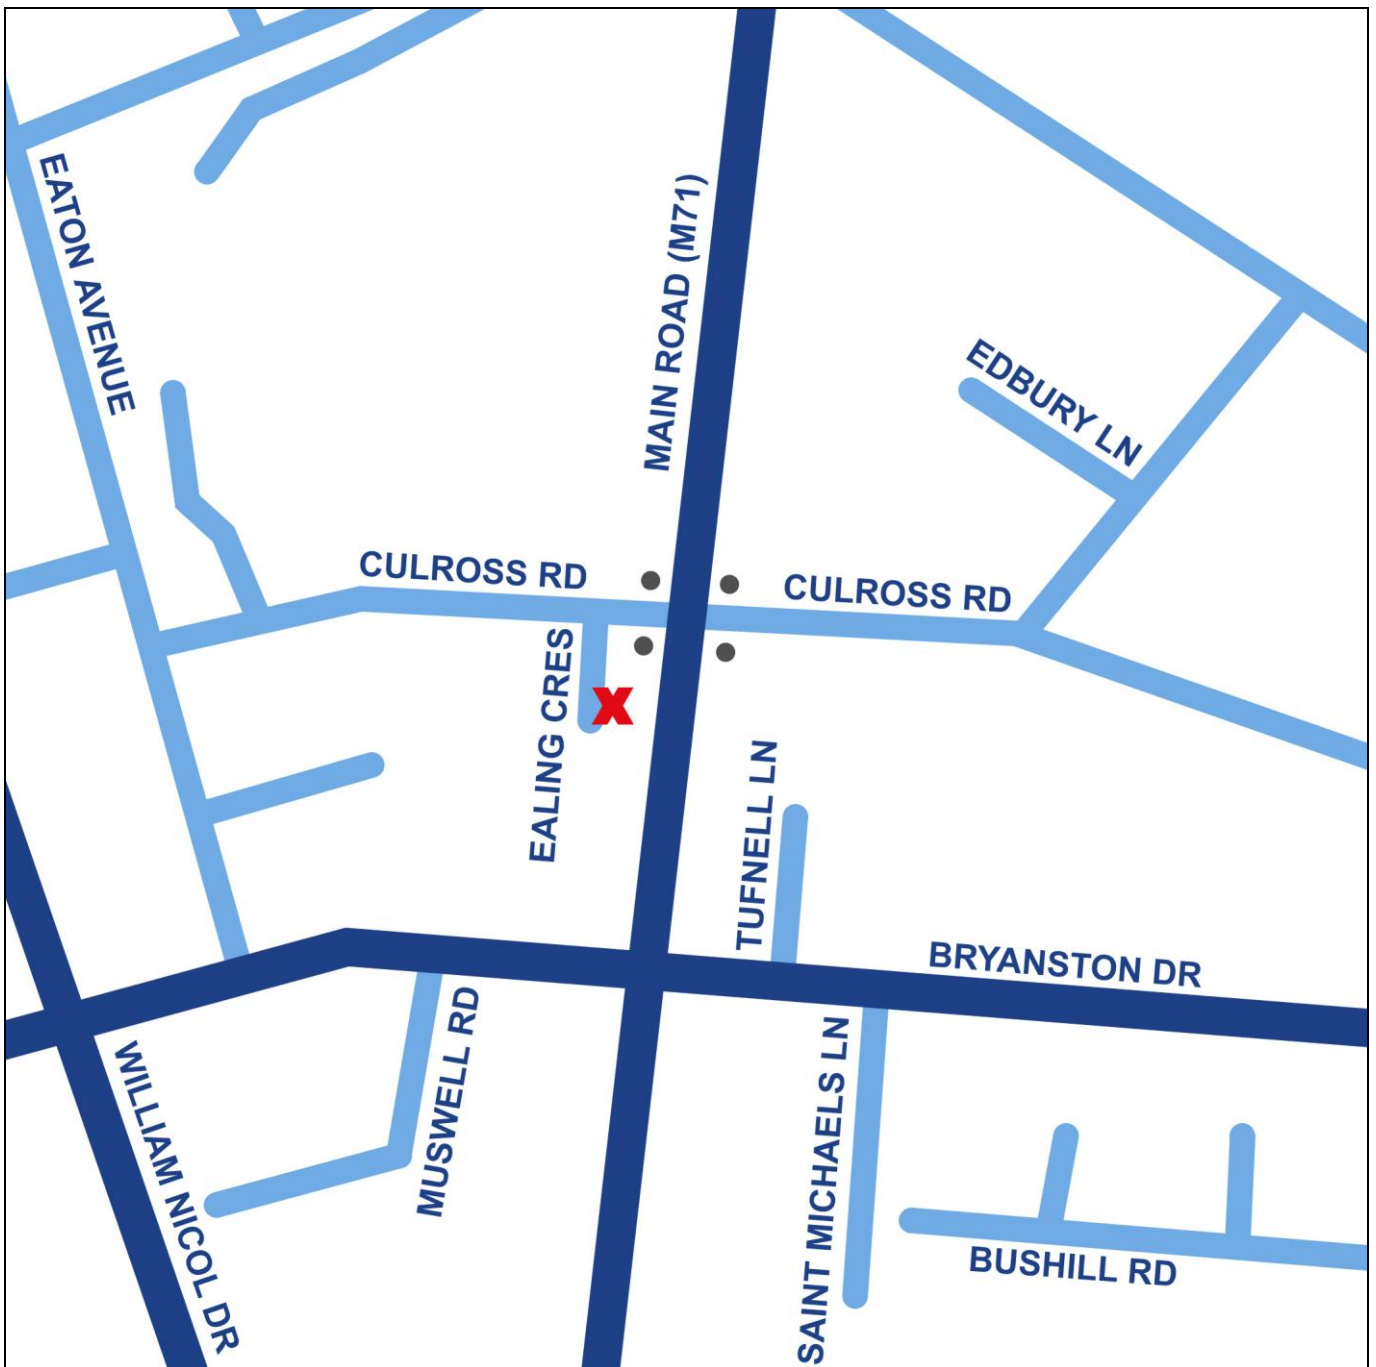 EATON AVENUE
MAIN ROAD (M71)
EDBURY LN
CULROSS RD
CULROSS RD
EALING CRES
X
TUFNELL LN
BRYANSTON DR
MUSWELL RD
WILLIAM NICOL DR
SAINT MICHAELS LN
BUSHILL RD